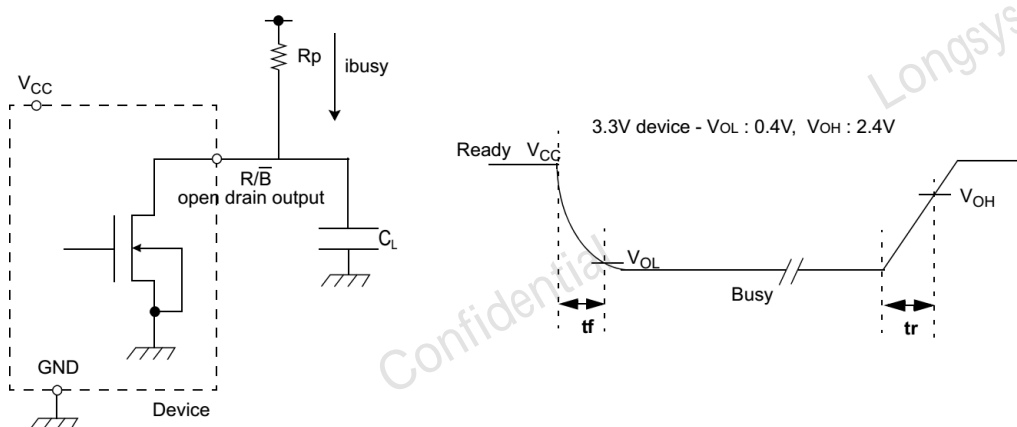 Rp
ibusy
VCC
R/B̅
open drain output
CL
GND
Device
3.3V device - VOL : 0.4V, VOH : 2.4V
Ready VCC
VOH
VOL
Busy
tf
tr
Longsys
Confidential